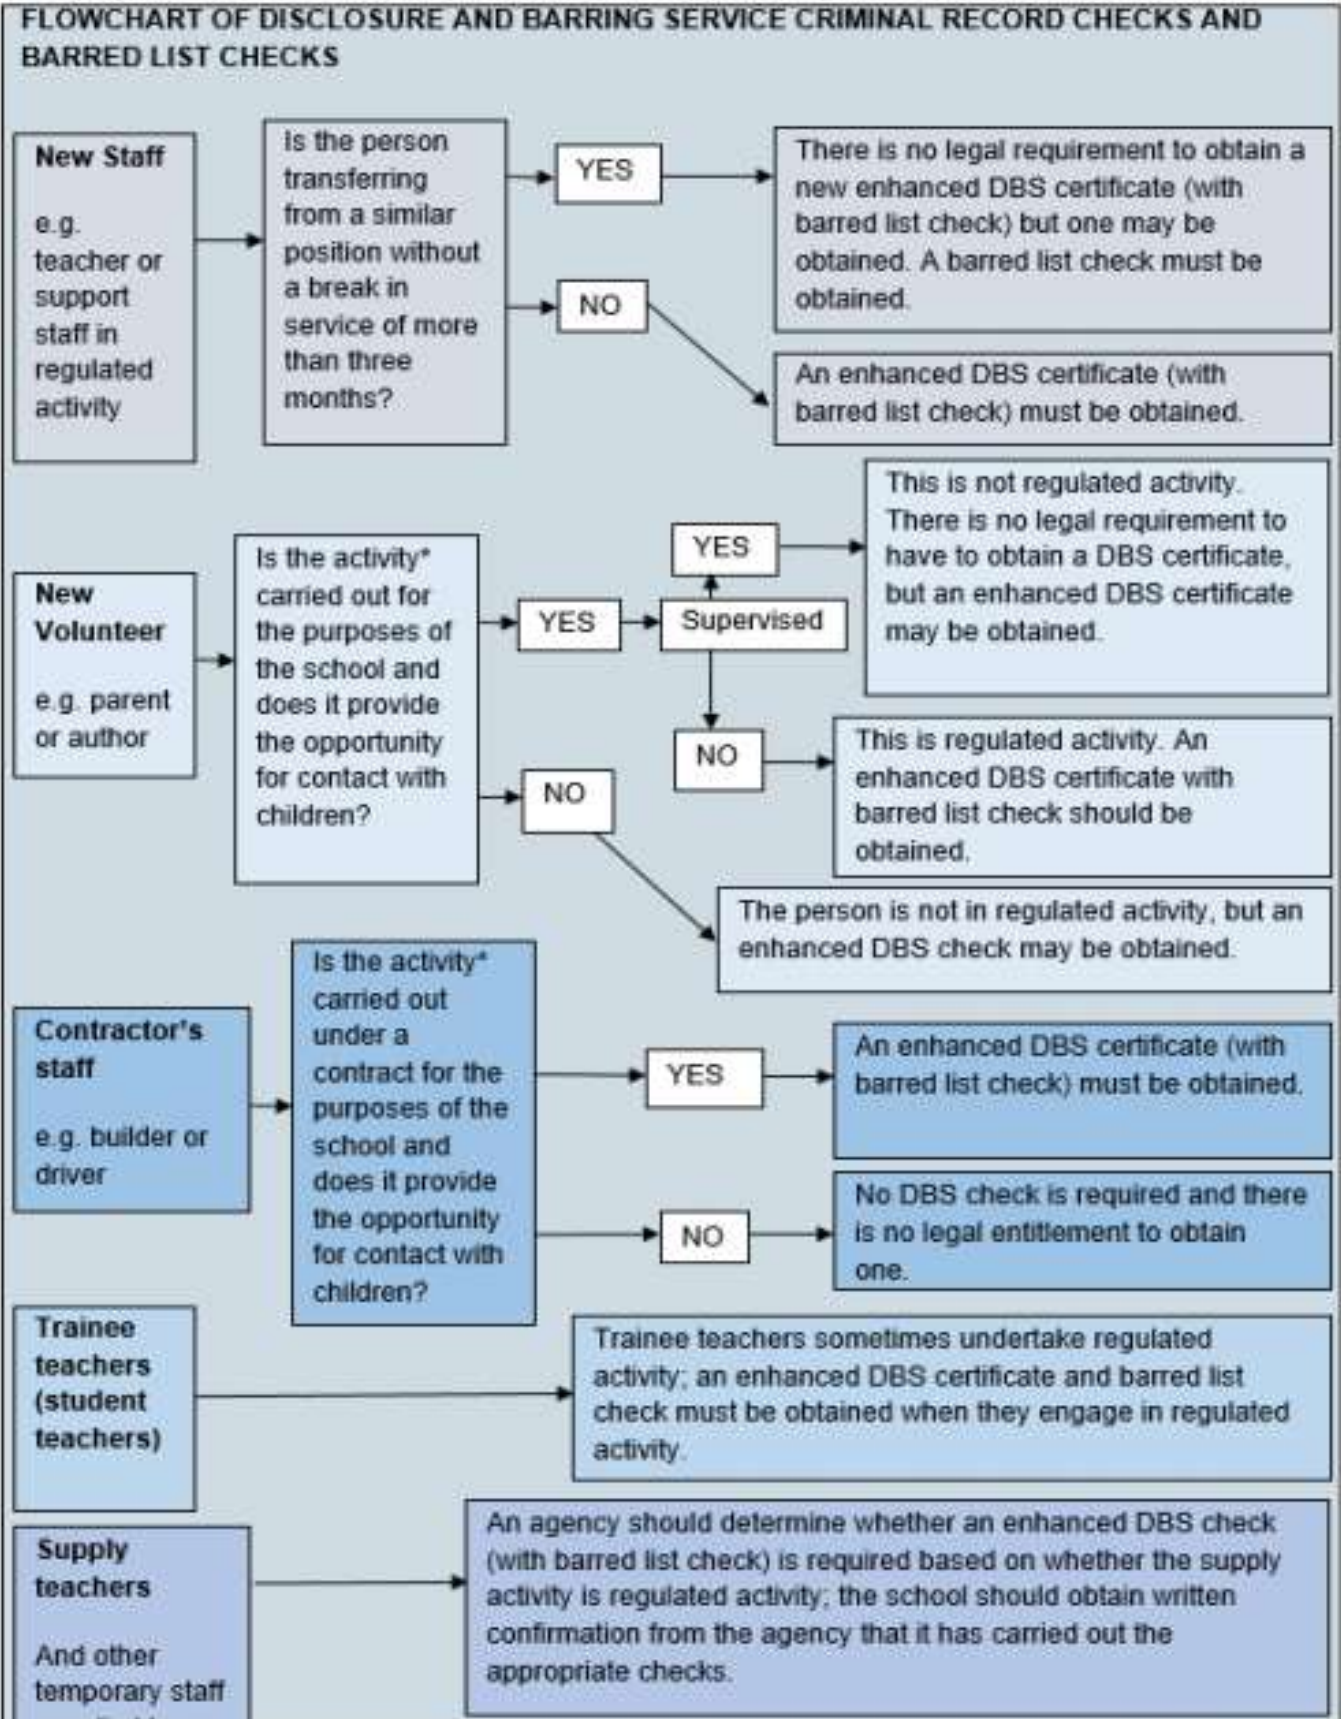 FLOWCHART OF DISCLOSURE AND BARRING SERVICE CRIMINAL RECORD CHECKS AND
BARRED LIST CHECKS
New Staff
e.g.
teacher or
support
staff in
regulated
activity
Is the person
transferring
from a similar
position without
a break in
service of more
than three
months?
YES
There is no legal requirement to obtain a
new enhanced DBS certificate (with
barred list check) but one may be
obtained. A barred list check must be
obtained.
NO
An enhanced DBS certificate (with
barred list check) must be obtained.
New
Volunteer
e.g. parent
or author
Is the activity*
carried out for
the purposes of
the school and
does it provide
the opportunity
for contact with
children?
YES
Supervised
YES
This is not regulated activity.
There is no legal requirement to
have to obtain a DBS certificate,
but an enhanced DBS certificate
may be obtained.
NO
This is regulated activity. An
enhanced DBS certificate with
barred list check should be
obtained.
NO
The person is not in regulated activity, but an
enhanced DBS check may be obtained.
Contractor's
staff
e.g. builder or
driver
Is the activity*
carried out
under a
contract for the
purposes of the
school and
does it provide
the opportunity
for contact with
children?
YES
An enhanced DBS certificate (with
barred list check) must be obtained.
NO
No DBS check is required and there
is no legal entitlement to obtain
one.
Trainee
teachers
(student
teachers)
Trainee teachers sometimes undertake regulated
activity; an enhanced DBS certificate and barred list
check must be obtained when they engage in regulated
activity.
Supply
teachers
And other
temporary staff
An agency should determine whether an enhanced DBS check
(with barred list check) is required based on whether the supply
activity is regulated activity; the school should obtain written
confirmation from the agency that it has carried out the
appropriate checks.